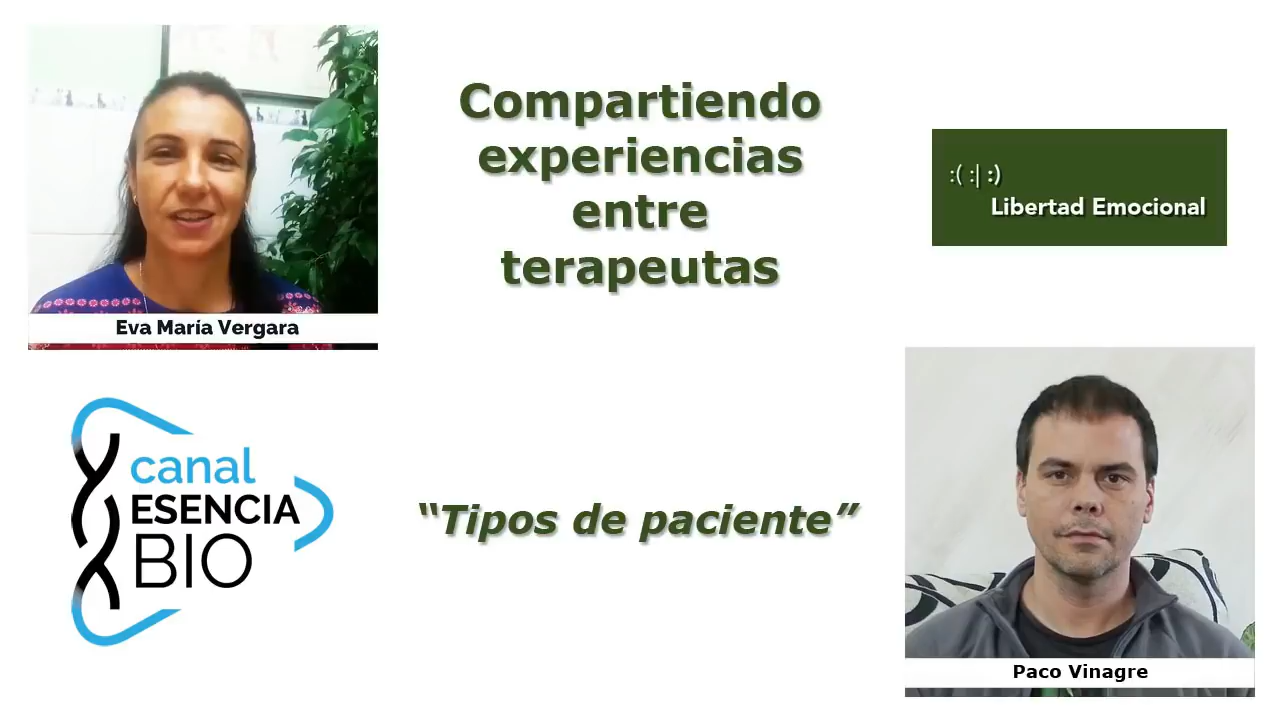 Compartiendo
experiencias
entre
terapeutas
:( :| :)
Libertad Emocional
Eva María Vergara
canal
ESENCIA
BIO
“Tipos de paciente”
Paco Vinagre